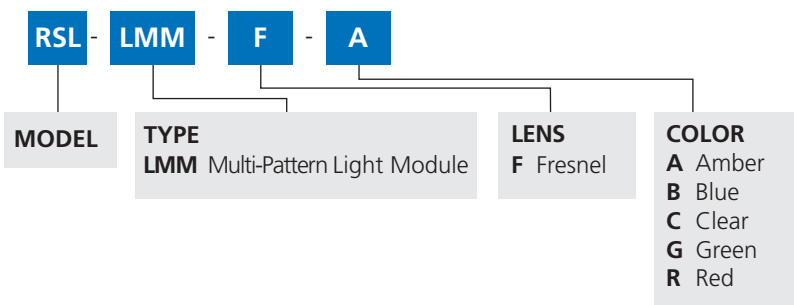 RSL - LMM - F - A
MODEL
TYPE
LMM Multi-Pattern Light Module
LENS
F Fresnel
COLOR
A Amber
B Blue
C Clear
G Green
R Red